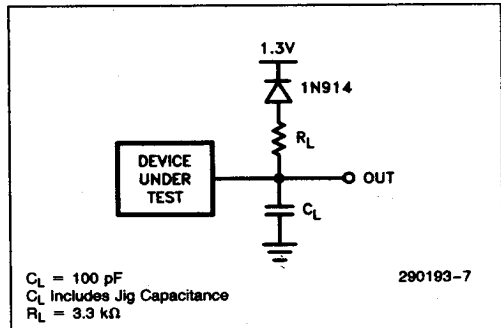 1.3V
1N914
R_L
DEVICE
UNDER
TEST
OUT
C_L
C_L = 100 pF
C_L Includes Jig Capacitance
R_L = 3.3 kΩ
290193-7